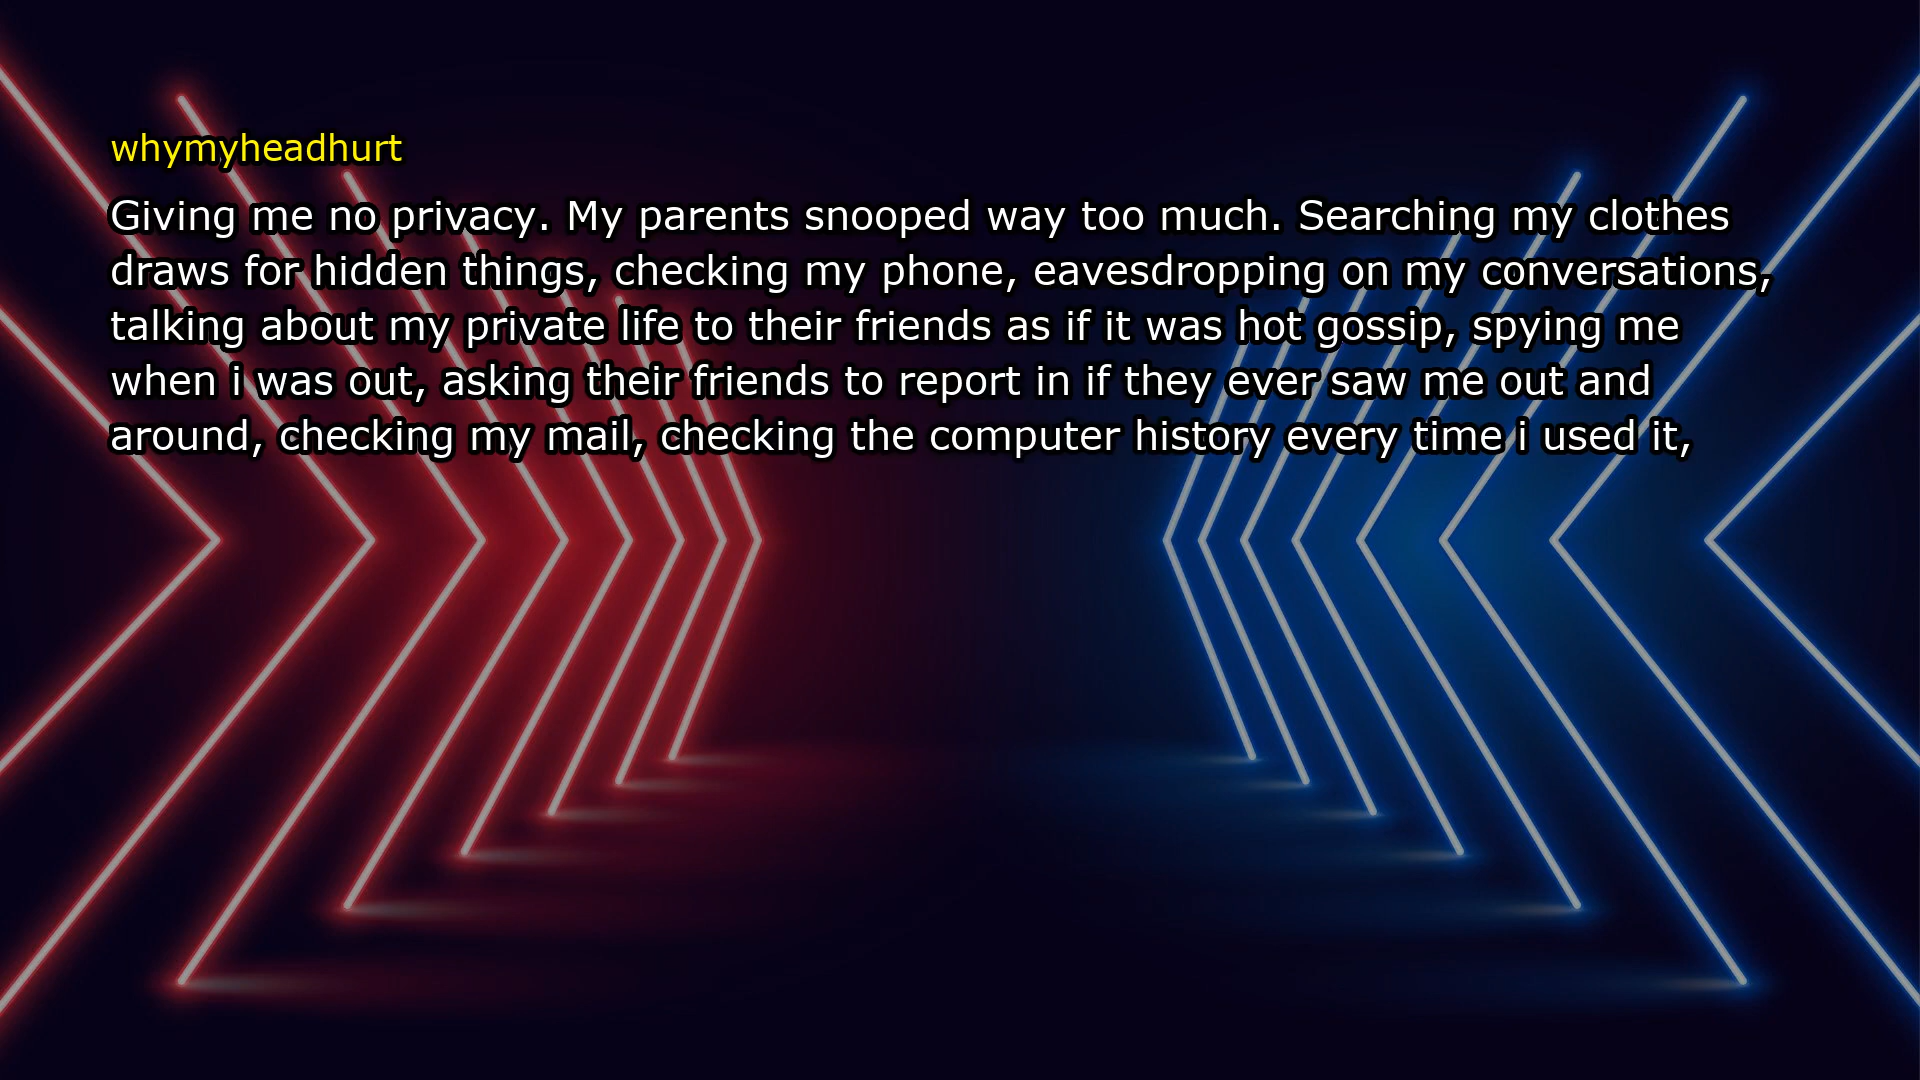 whymyheadhurt
Giving me no privacy. My parents snooped way too much. Searching my clothes
draws for hidden things, checking my phone, eavesdropping on my conversations,
talking about my private life to their friends as if it was hot gossip, spying me
when i was out, asking their friends to report in if they ever saw me out and
around, checking my mail, checking the computer history every time i used it,